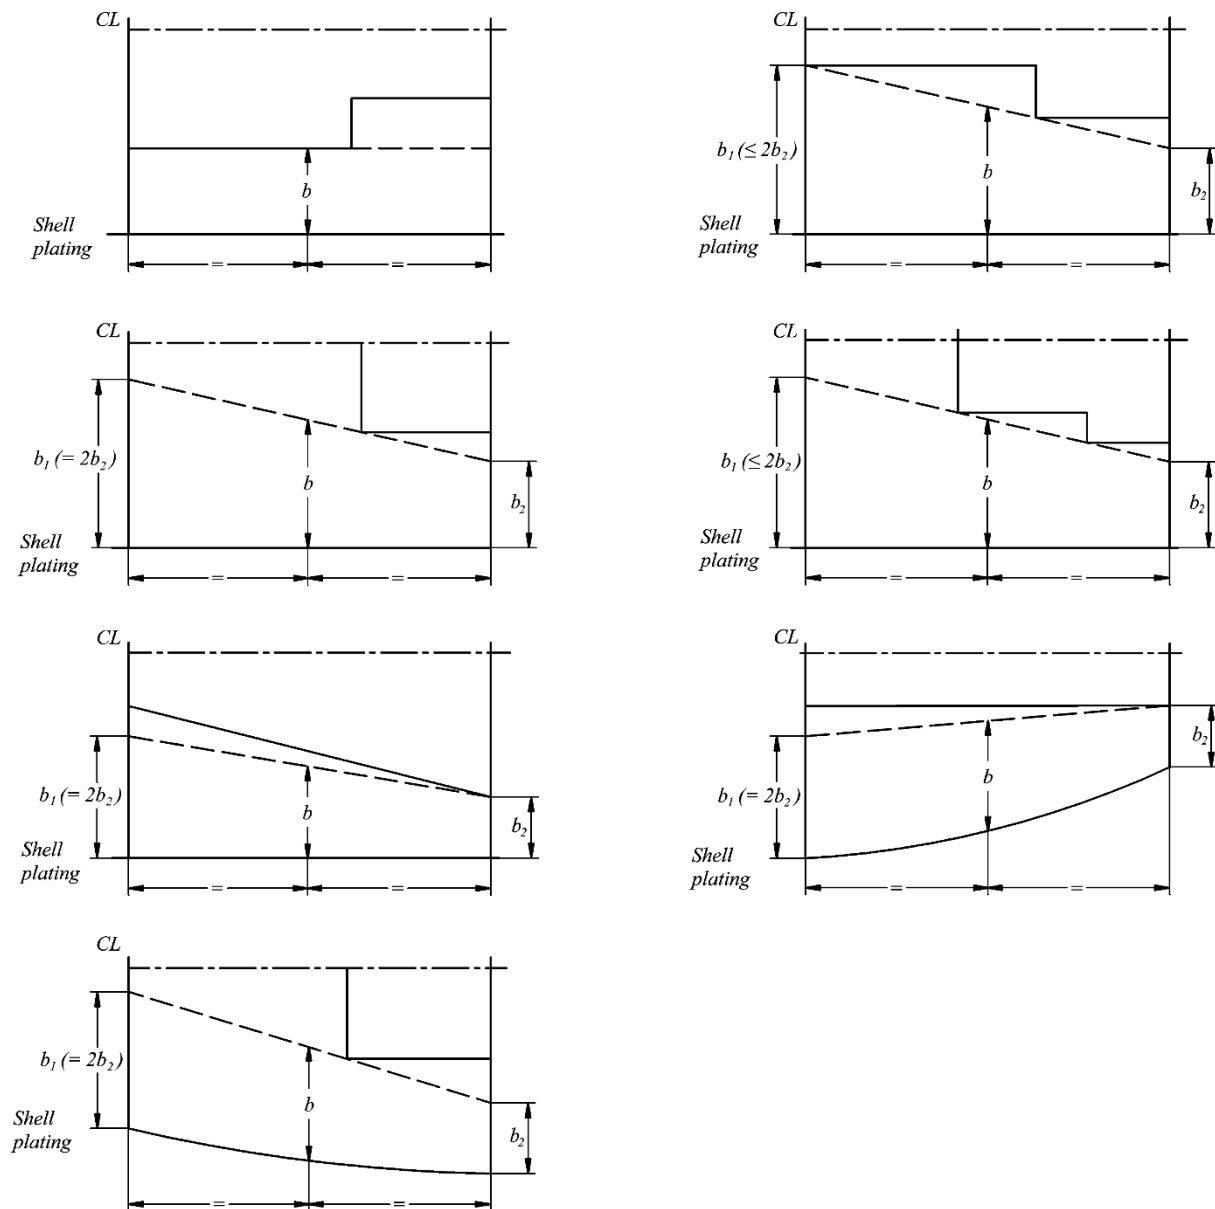 CL
b
Shell
plating
= =
CL
b₁ (≤ 2b₂)
b
b₂
Shell
plating
= =
CL
b₁ (= 2b₂)
b
b₂
Shell
plating
= =
CL
b₁ (≤ 2b₂)
b
b₂
Shell
plating
= =
CL
b₁ (= 2b₂)
b
b₂
Shell
plating
= =
CL
b₂
b
b₁ (= 2b₂)
Shell
plating
= =
CL
b₁ (= 2b₂)
b
Shell
plating
b₂
= =